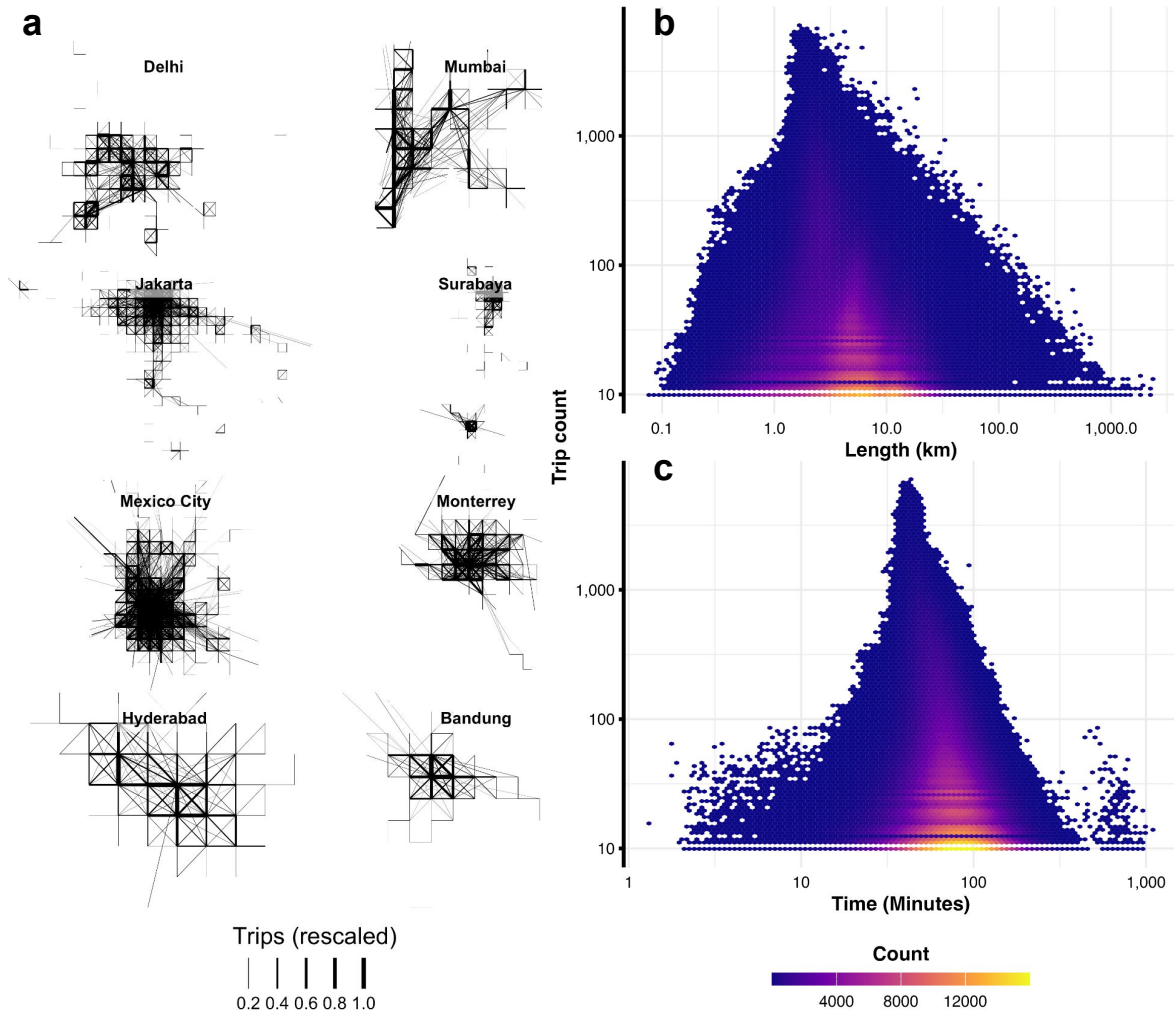 a
Delhi
Mumbai
Jakarta
Surabaya
Mexico City
Monterrey
Hyderabad
Bandung
Trips (rescaled)
0.2 0.4 0.6 0.8 1.0
b
1,000
100
10
0.1 1.0 10.0 100.0 1,000.0
Length (km)
Trip count
c
1,000
100
10
1 10 100 1,000
Time (Minutes)
Count
4000 8000 12000